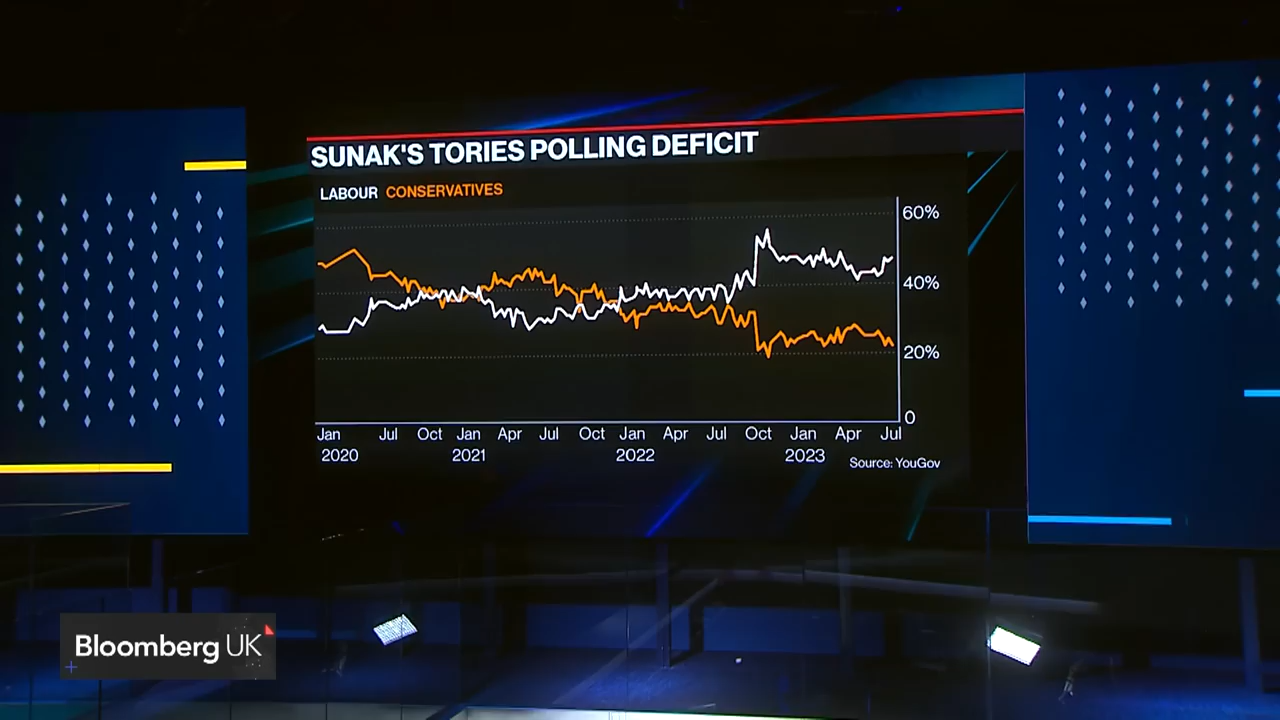 SUNAK'S TORIES POLLING DEFICIT
LABOUR CONSERVATIVES
60%
40%
20%
0
Jan Jul Oct Jan Apr Jul Oct Jan Apr Jul Oct Jan Apr Jul
2020 2021 2022 2023
Source: YouGov
Bloomberg UK